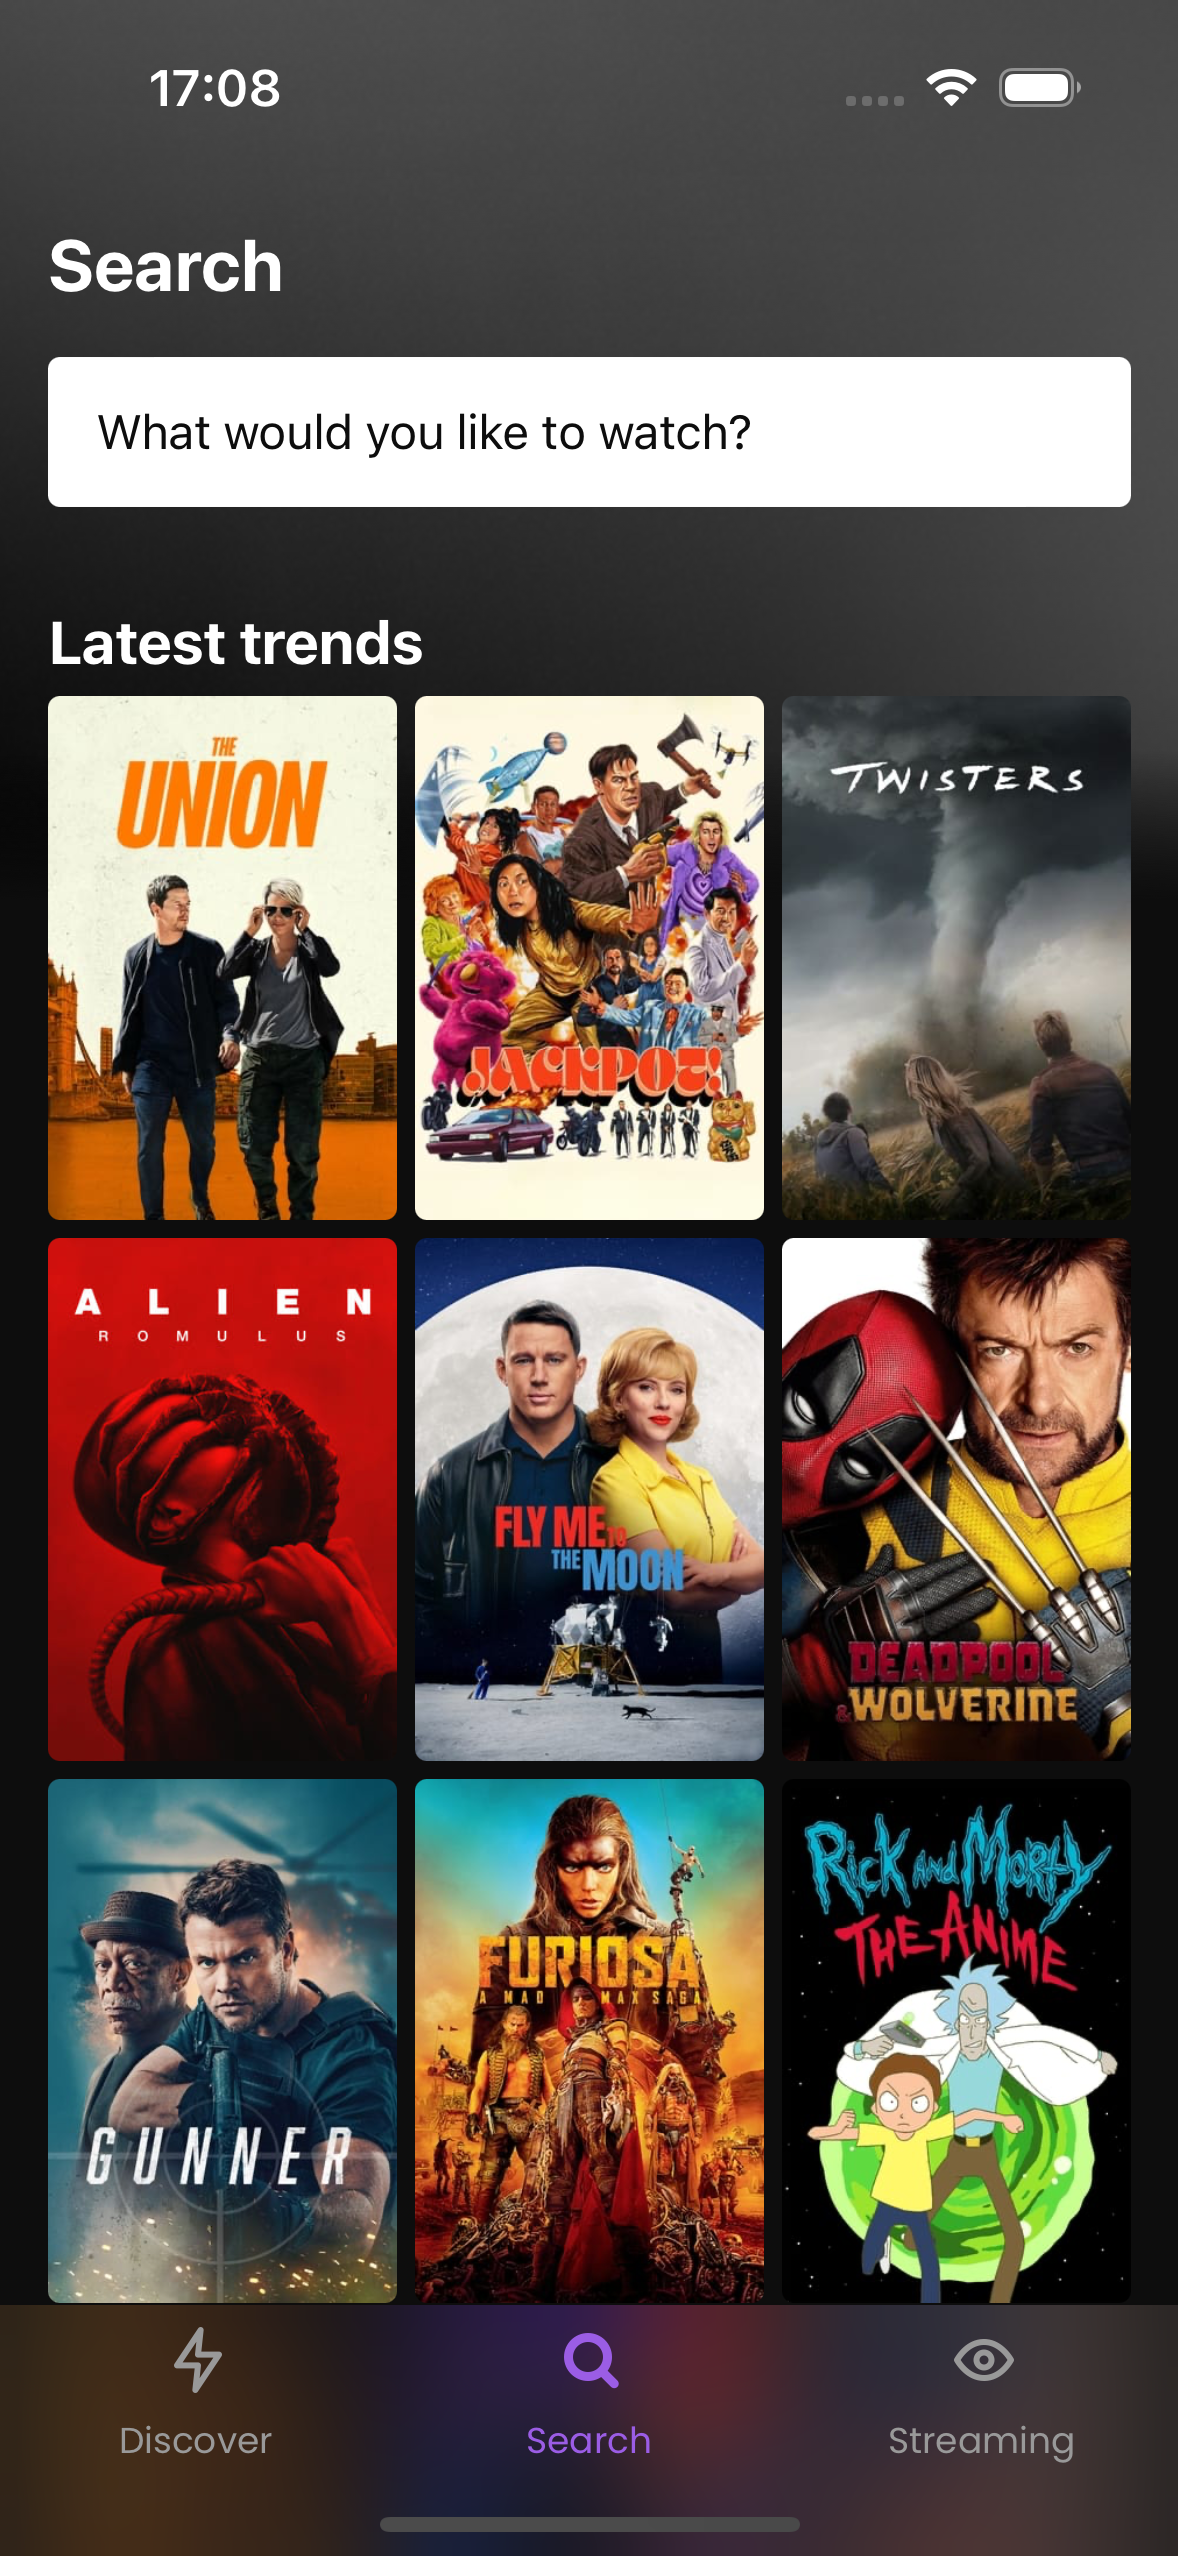 17:08
Search
What would you like to watch?
Latest trends
THE
UNION
JACKPOT!
TWISTERS
ALIEN
ROMULUS
FLY ME TO
THE MOON
DEADPOOL
& WOLVERINE
GUNNER
FURIOSA
A MAD MAX SAGA
RICK AND MORTY
THE ANIME
Discover
Search
Streaming